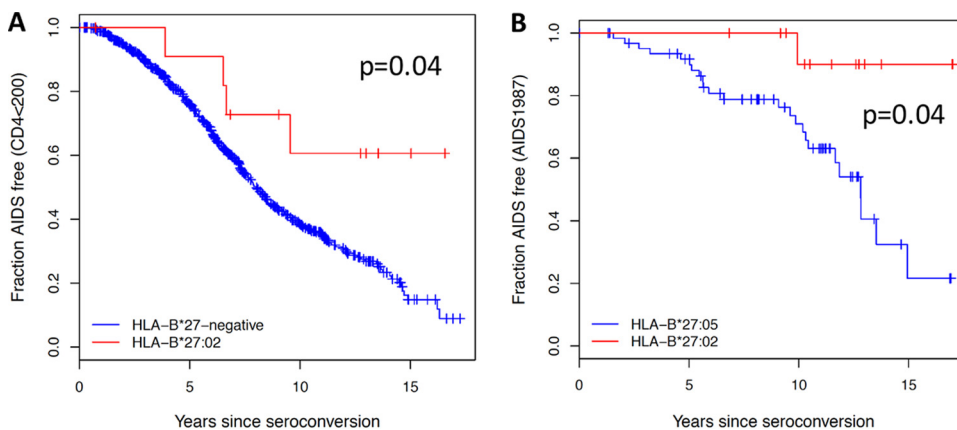 A
Fraction AIDS free (CD4<200)
1.0
0.8
0.6
0.4
0.2
0.0
p=0.04
HLA−B*27−negative
HLA−B*27:02
0 5 10 15
Years since seroconversion
B
Fraction AIDS free (AIDS1987)
1.0
0.8
0.6
0.4
0.2
0.0
p=0.04
HLA−B*27:05
HLA−B*27:02
0 5 10 15
Years since seroconversion